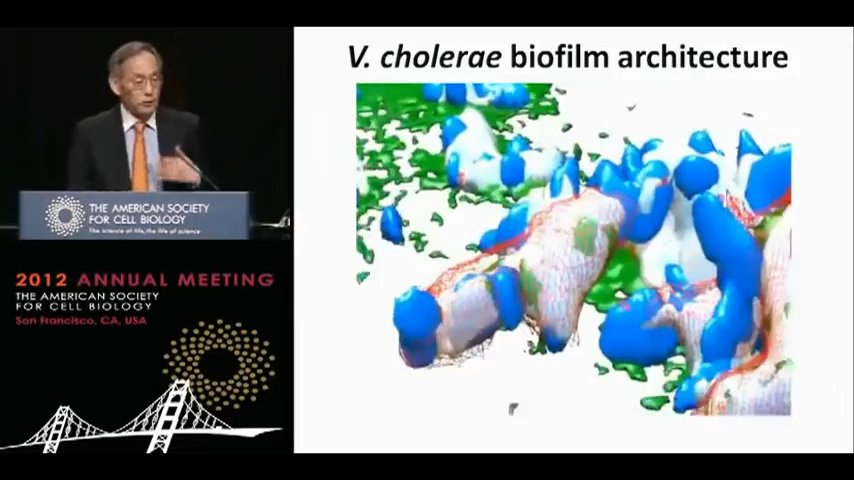 V. cholerae biofilm architecture
THE AMERICAN SOCIETY
FOR CELL BIOLOGY
The science of life, the life of science
2012 ANNUAL MEETING
THE AMERICAN SOCIETY
FOR CELL BIOLOGY
San Francisco, CA, USA